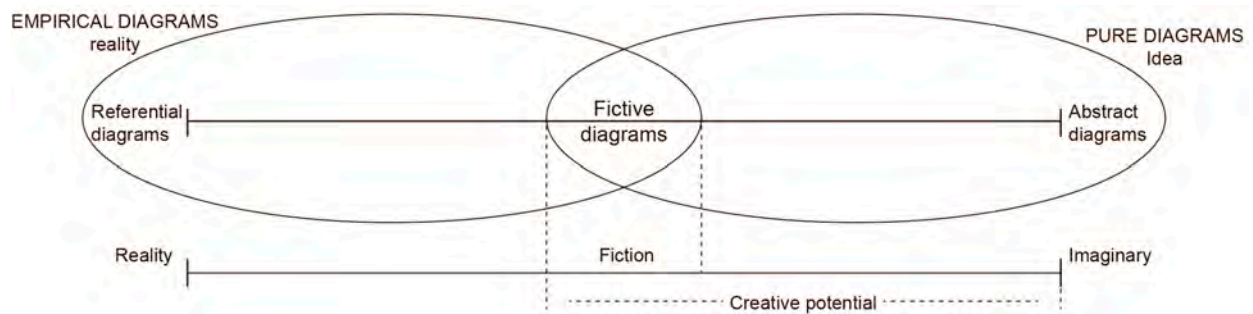 EMPIRICAL DIAGRAMS
reality
PURE DIAGRAMS
Idea
Referential
diagrams
Fictive
diagrams
Abstract
diagrams
Reality
Fiction
Imaginary
Creative potential